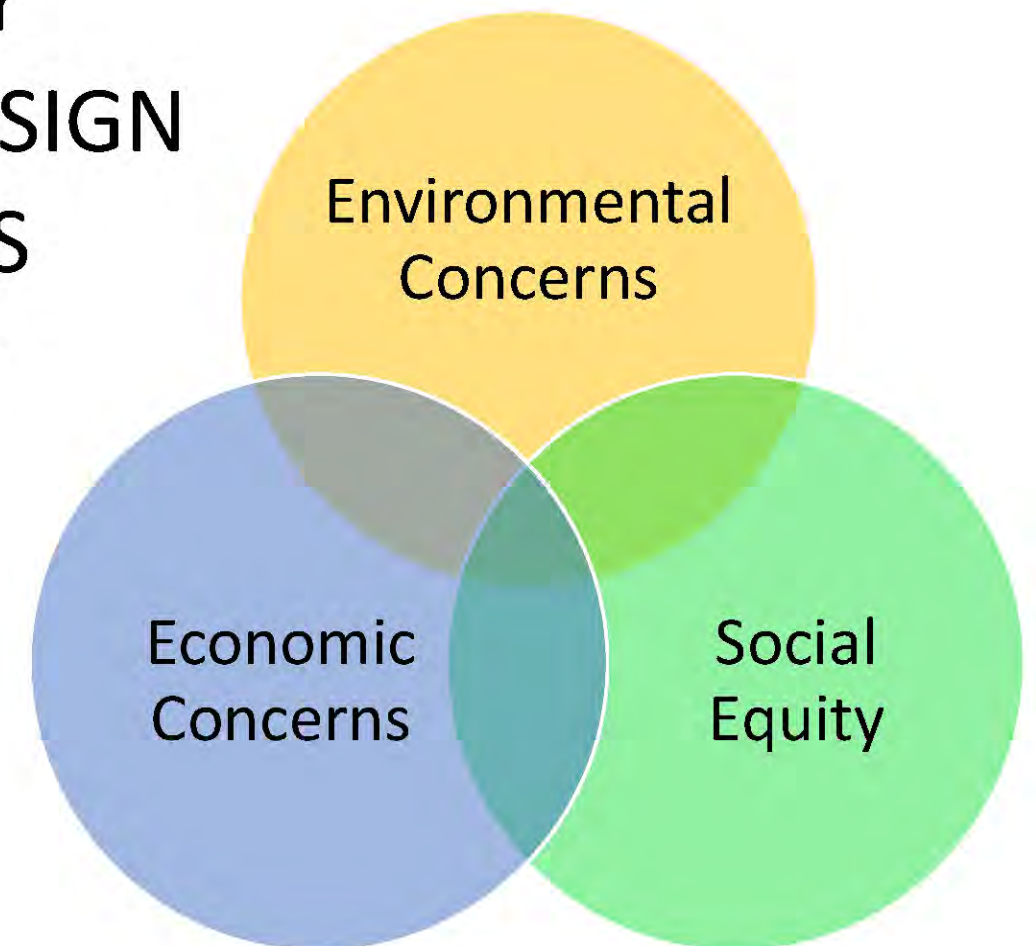 SIGN
S
Environmental
Concerns
Economic
Concerns
Social
Equity